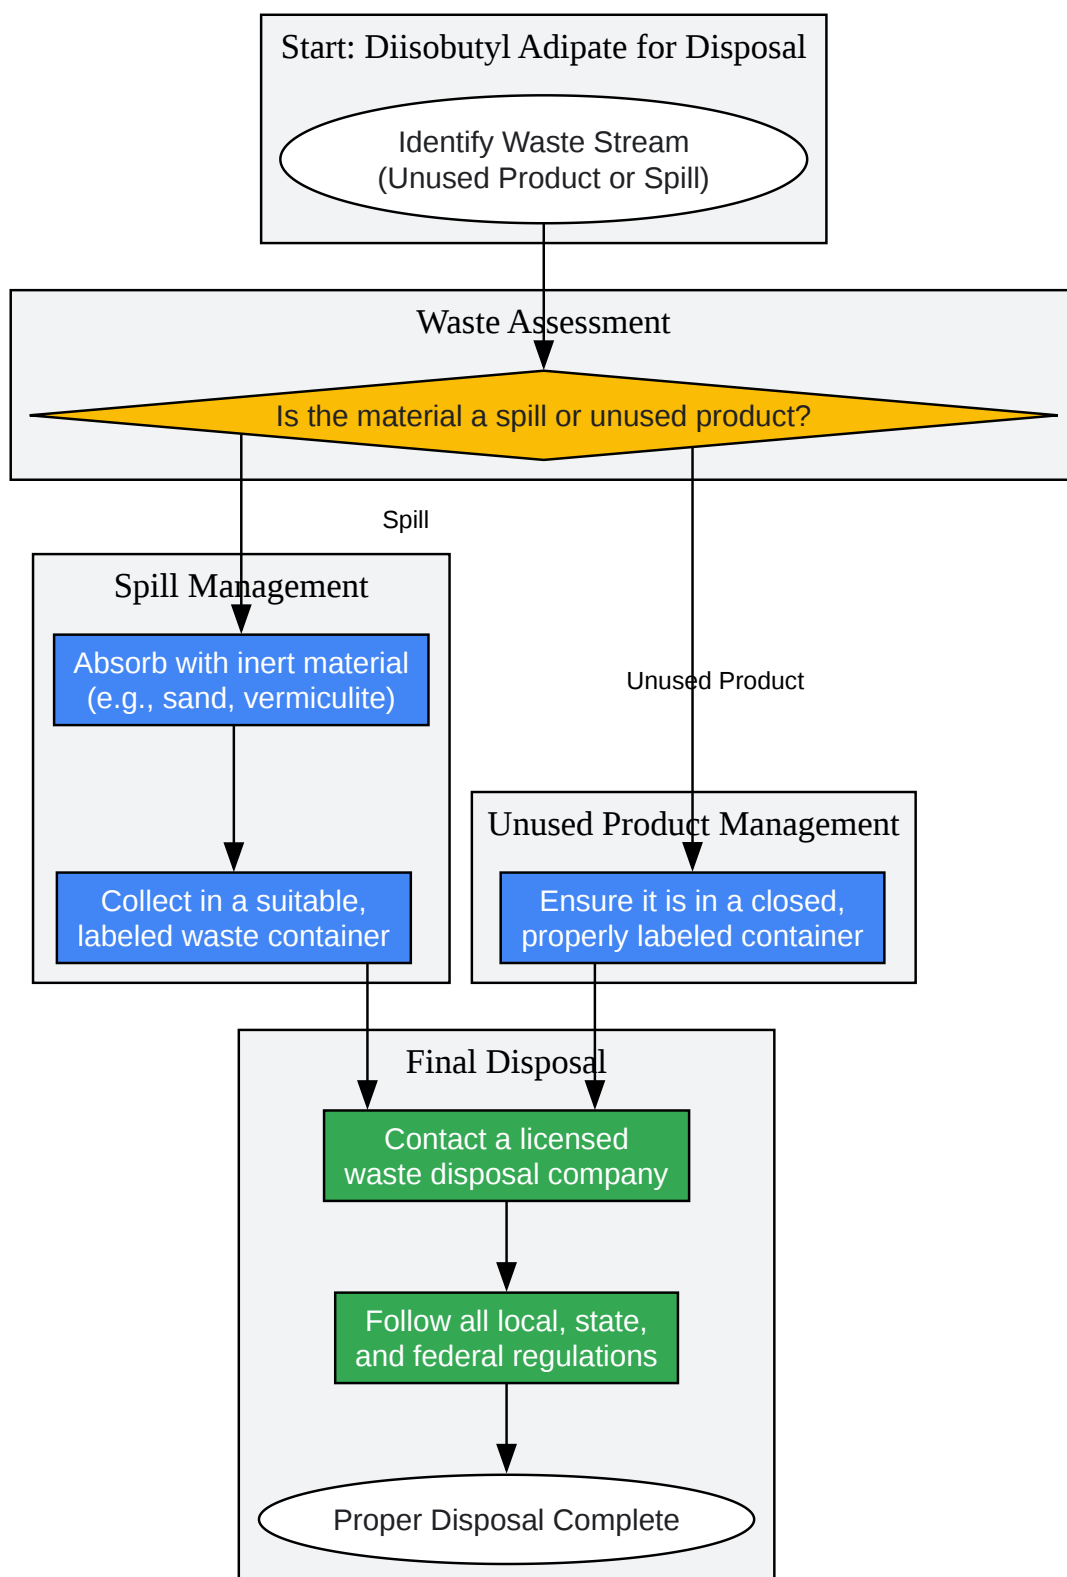 Start: Diisobutyl Adipate for Disposal
Identify Waste Stream
(Unused Product or Spill)
Waste Assessment
Is the material a spill or unused product?
Spill
Spill Management
Absorb with inert material
(e.g., sand, vermiculite)
Unused Product
Collect in a suitable,
labeled waste container
Unused Product Management
Ensure it is in a closed,
properly labeled container
Final Disposal
Contact a licensed
waste disposal company
Follow all local, state,
and federal regulations
Proper Disposal Complete